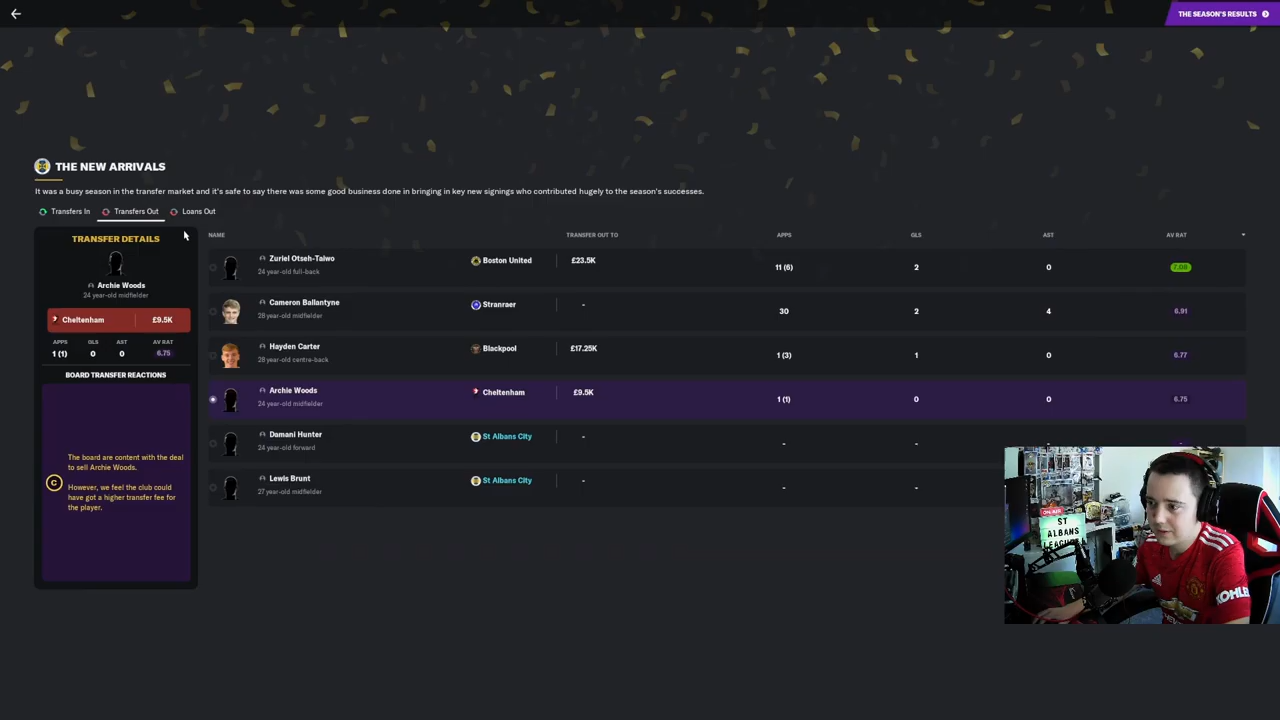 THE SEASON'S RESULTS
THE NEW ARRIVALS
It was a busy season in the transfer market and it's safe to say there was some good business done in bringing in key new signings who contributed hugely to the season's successes.
Transfers In Transfers Out Loans Out
TRANSFER DETAILS
Archie Woods
24 year-old midfielder
Cheltenham £9.5K
APPS GLS AST AV RAT
1 (1) 0 0 6.75
BOARD TRANSFER REACTIONS
C
The board are content with the deal
to sell Archie Woods.
However, we feel the club could
have got a higher transfer fee for
the player.
NAME TRANSFER OUT TO APPS GLS AST AV RAT
Zuriel Otseh-Taiwo Boston United £23.5K 11 (6) 2 0 7.08
24 year-old full-back
Cameron Ballantyne Stranraer - 30 2 4 6.91
28 year-old midfielder
Hayden Carter Blackpool £17.25K 1 (3) 1 0 6.77
28 year-old centre-back
Archie Woods Cheltenham £9.5K 1 (1) 0 0 6.75
24 year-old midfielder
Damani Hunter St Albans City - - - - -
24 year-old forward
Lewis Brunt St Albans City - - -
27 year-old midfielder
ON AIR
ST
ALBANS
LEAGUE
KOHLER